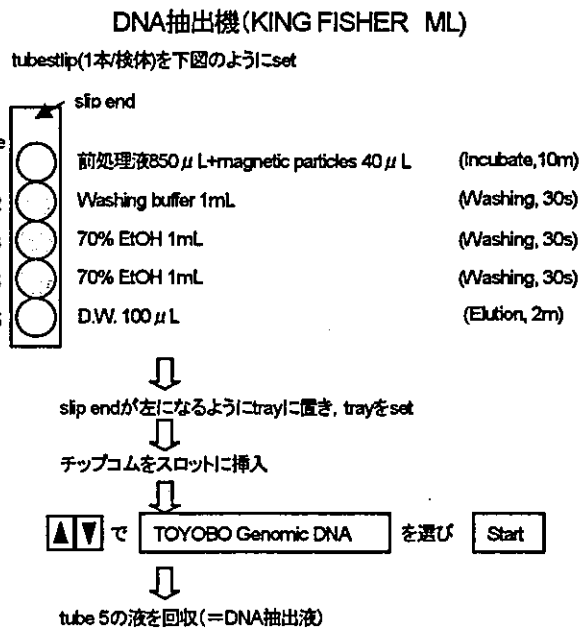 DNA抽出機(KING FISHER ML)
tubestlip(1本/検体)を下図のようにset
slip end
前処理液850μL+magnetic particles 40μL (Incubate,10m)
Washing buffer 1mL (Washing, 30s)
70% EtOH 1mL (Washing, 30s)
70% EtOH 1mL (Washing, 30s)
D.W. 100μL (Elution, 2m)
slip endが左になるようにtrayに置き, trayをset
チップコムをスロットに挿入
▲▼で TOYOBO Genomic DNA を選び Start
tube 5の液を回収(=DNA抽出液)